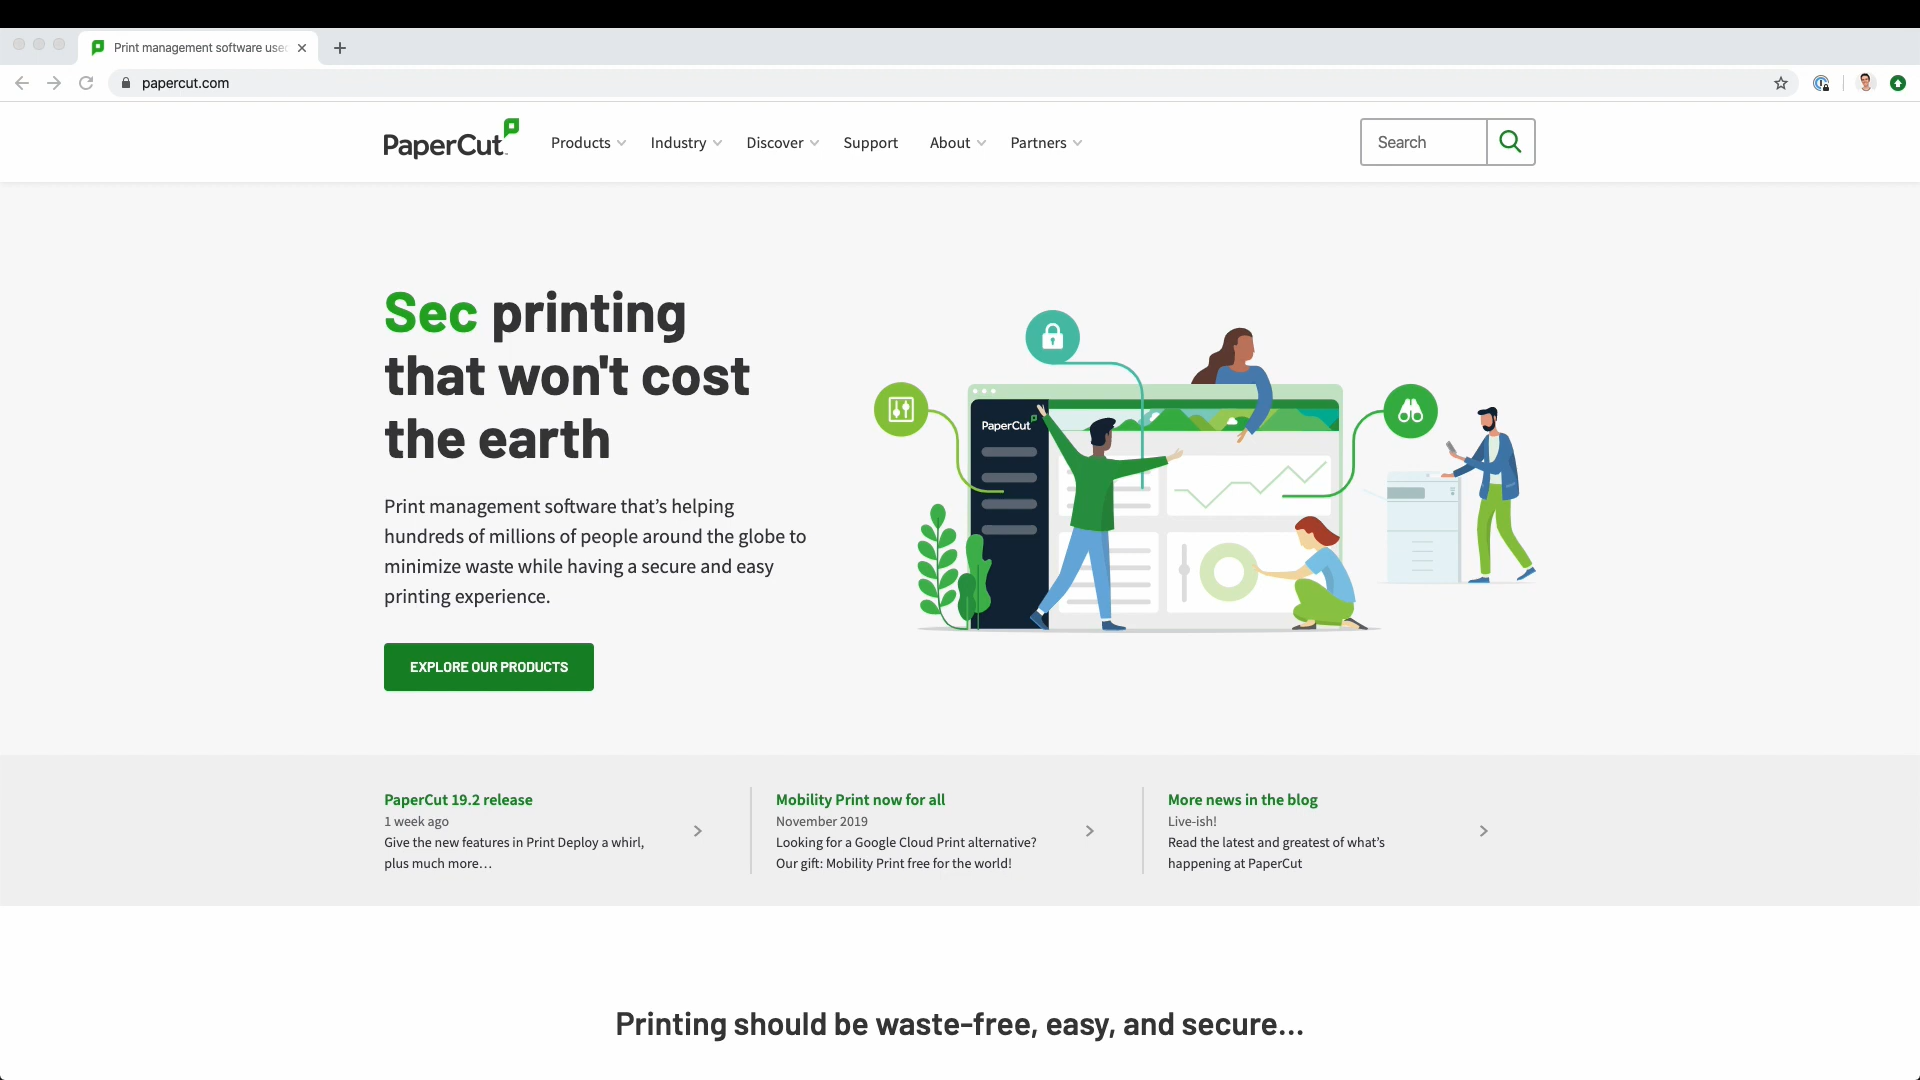 Print management software use
papercut.com
PaperCut
Products
Industry
Discover
Support
About
Partners
Search
Sec printing
that won't cost
the earth
Print management software that’s helping
hundreds of millions of people around the globe to
minimize waste while having a secure and easy
printing experience.
EXPLORE OUR PRODUCTS
PaperCut
PaperCut 19.2 release
1 week ago
Give the new features in Print Deploy a whirl,
plus much more…
Mobility Print now for all
November 2019
Looking for a Google Cloud Print alternative?
Our gift: Mobility Print free for the world!
More news in the blog
Live-ish!
Read the latest and greatest of what’s
happening at PaperCut
Printing should be waste-free, easy, and secure...